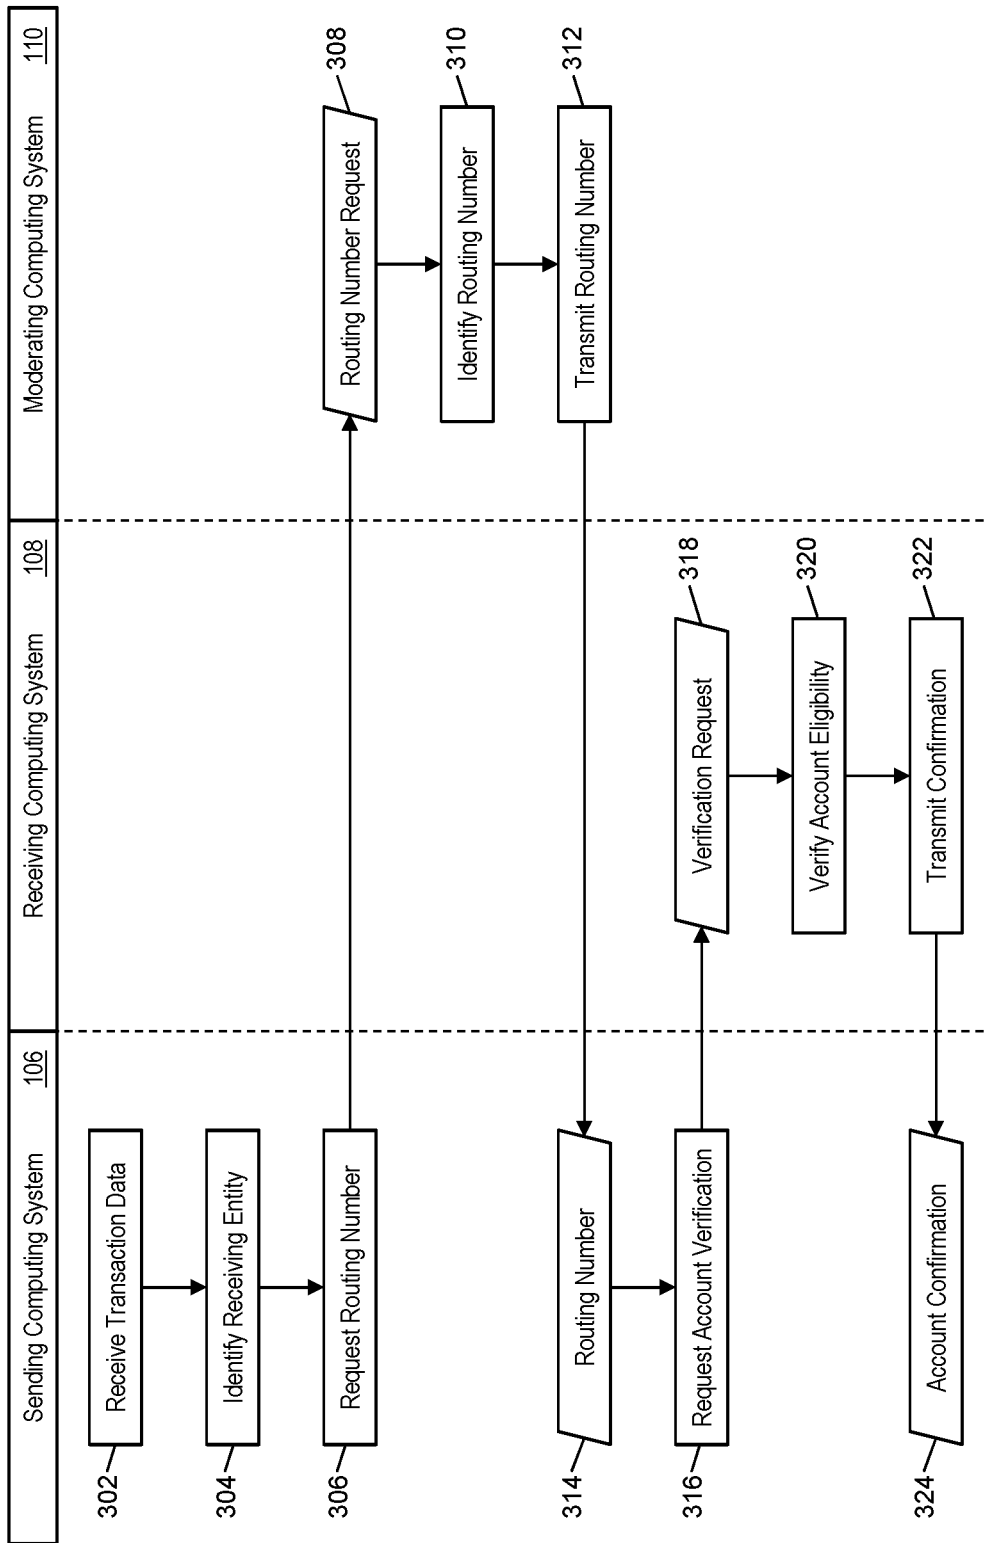 Sending Computing System 106
Receiving Computing System 108
Moderating Computing System 110
302
Receive Transaction Data
304
Identify Receiving Entity
306
Request Routing Number
Routing Number Request
308
Identify Routing Number
310
Transmit Routing Number
312
314
Routing Number
316
Request Account Verification
Verification Request
318
Verify Account Eligibility
320
Transmit Confirmation
322
324
Account Confirmation